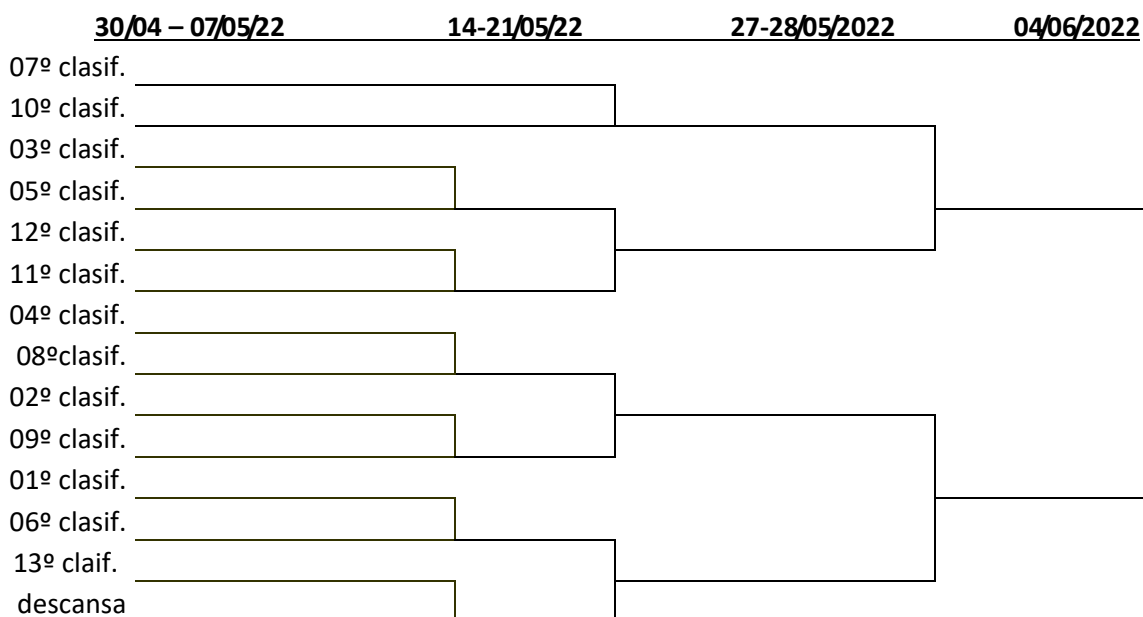 30/04 – 07/05/22 14-21/05/22 27-28/05/2022 04/06/2022
07º clasif.
10º clasif.
03º clasif.
05º clasif.
12º clasif.
11º clasif.
04º clasif.
08ºclasif.
02º clasif.
09º clasif.
01º clasif.
06º clasif.
13º claif.
descansa